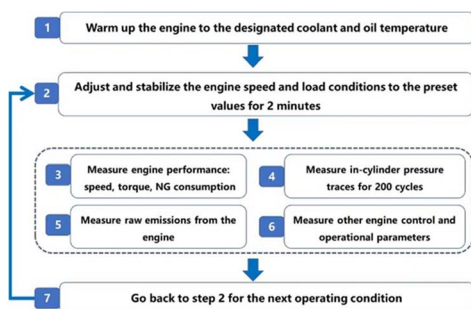 1
Warm up the engine to the designated coolant and oil temperature
2
Adjust and stabilize the engine speed and load conditions to the preset
values for 2 minutes
3
Measure engine performance:
speed, torque, NG consumption
4
Measure in-cylinder pressure
traces for 200 cycles
5
Measure raw emissions from the
engine
6
Measure other engine control and
operational parameters
7
Go back to step 2 for the next operating condition